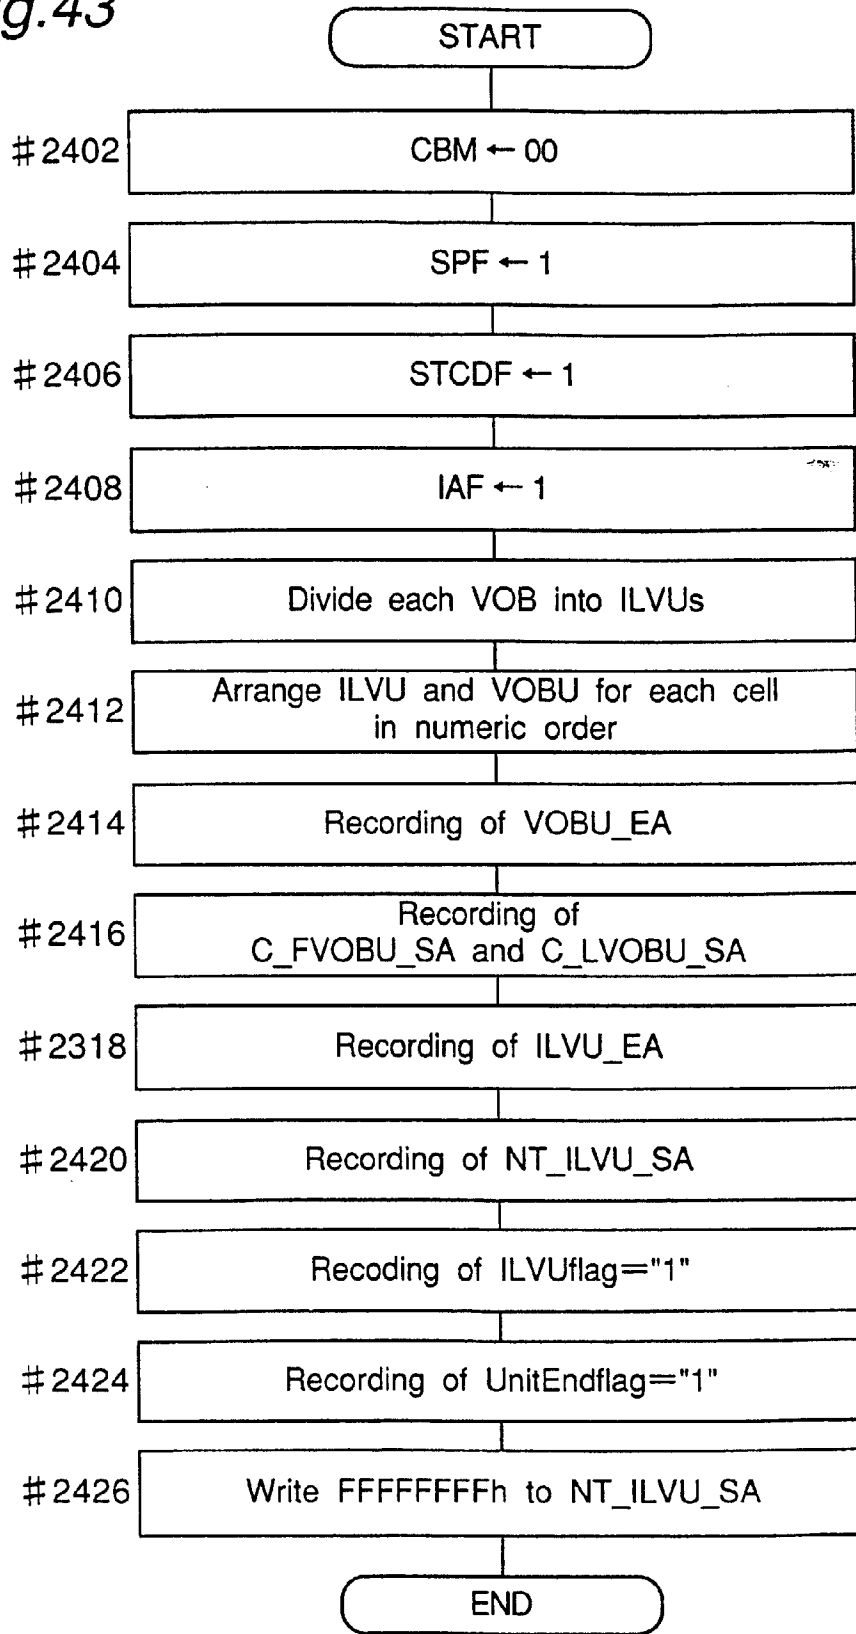 g.43
START
#2402 CBM ← 00
#2404 SPF ← 1
#2406 STCDF ← 1
#2408 IAF ← 1
#2410 Divide each VOB into ILVUs
#2412 Arrange ILVU and VOBU for each cell
in numeric order
#2414 Recording of VOBU_EA
#2416 Recording of
C_FVOBU_SA and C_LVOBU_SA
#2318 Recording of ILVU_EA
#2420 Recording of NT_ILVU_SA
#2422 Recoding of ILVUflag="1"
#2424 Recording of UnitEndflag="1"
#2426 Write FFFFFFFFh to NT_ILVU_SA
END